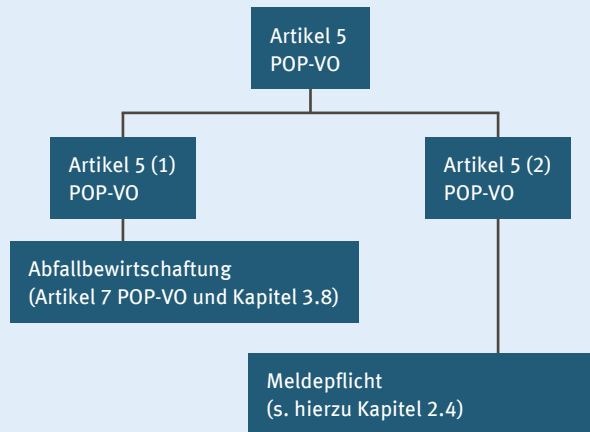 Artikel 5
POP-VO
Artikel 5 (1)
POP-VO
Artikel 5 (2)
POP-VO
Abfallbewirtschaftung
(Artikel 7 POP-VO und Kapitel 3.8)
Meldepflicht
(s. hierzu Kapitel 2.4)